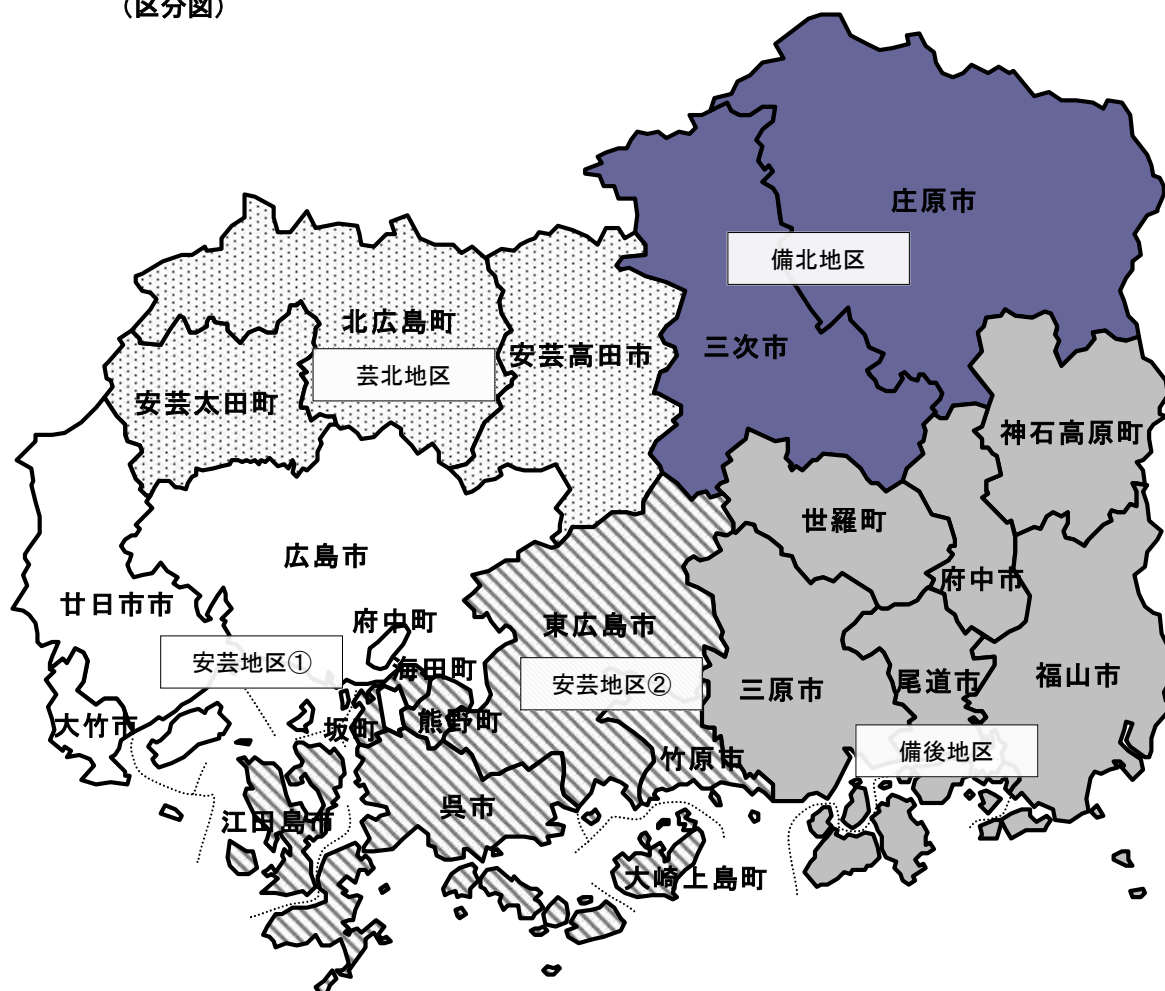 （区分図）
庄原市
備北地区
北広島町
安芸高田市
三次市
芸北地区
安芸太田町
神石高原町
世羅町
広島市
府中市
廿日市市
府中町
東広島市
安芸地区①
海田町
安芸地区②
三原市
尾道市
福山市
大竹市
坂町
熊野町
竹原市
備後地区
呉市
江田島市
大崎上島町